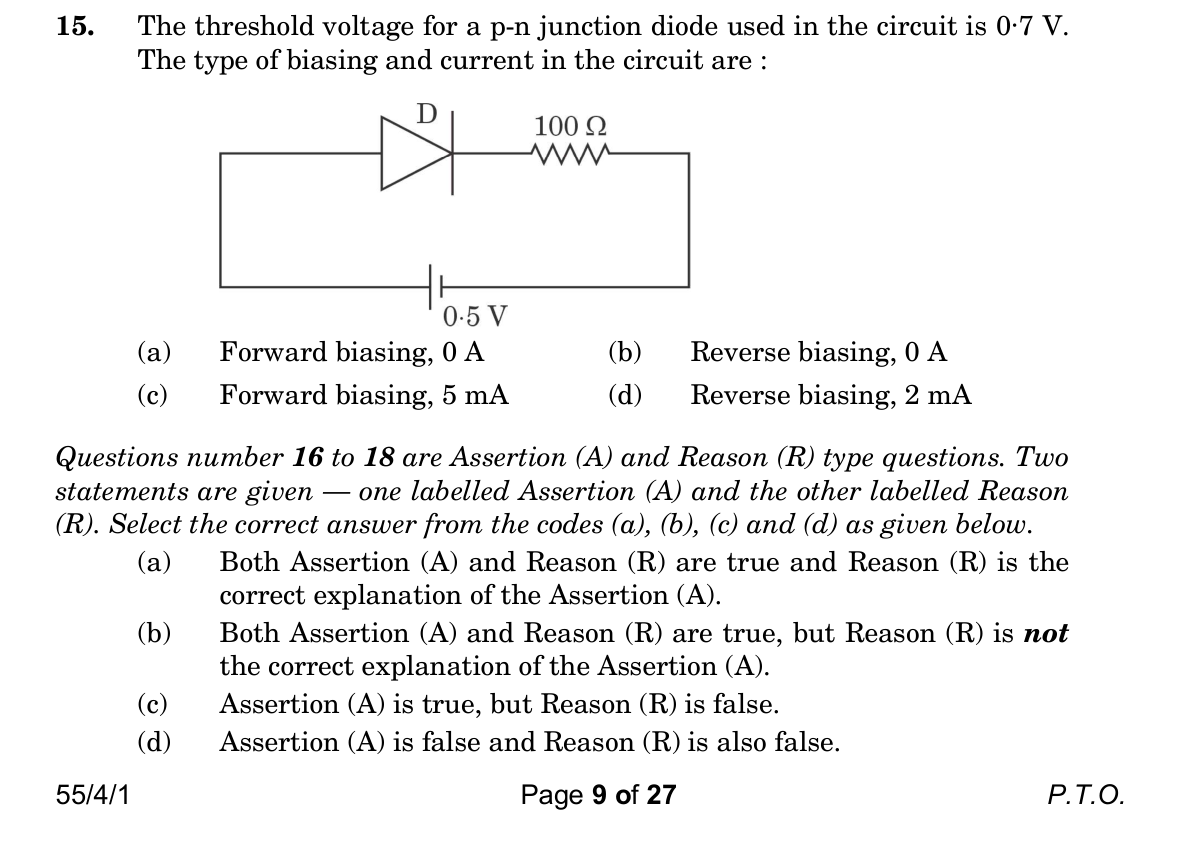 15. The threshold voltage for a p-n junction diode used in the circuit is 0·7 V.
The type of biasing and current in the circuit are :
D
100 Ω
0·5 V
(a) Forward biasing, 0 A (b) Reverse biasing, 0 A
(c) Forward biasing, 5 mA (d) Reverse biasing, 2 mA
Questions number 16 to 18 are Assertion (A) and Reason (R) type questions. Two
statements are given — one labelled Assertion (A) and the other labelled Reason
(R). Select the correct answer from the codes (a), (b), (c) and (d) as given below.
(a) Both Assertion (A) and Reason (R) are true and Reason (R) is the
correct explanation of the Assertion (A).
(b) Both Assertion (A) and Reason (R) are true, but Reason (R) is not
the correct explanation of the Assertion (A).
(c) Assertion (A) is true, but Reason (R) is false.
(d) Assertion (A) is false and Reason (R) is also false.
55/4/1 Page 9 of 27 P.T.O.